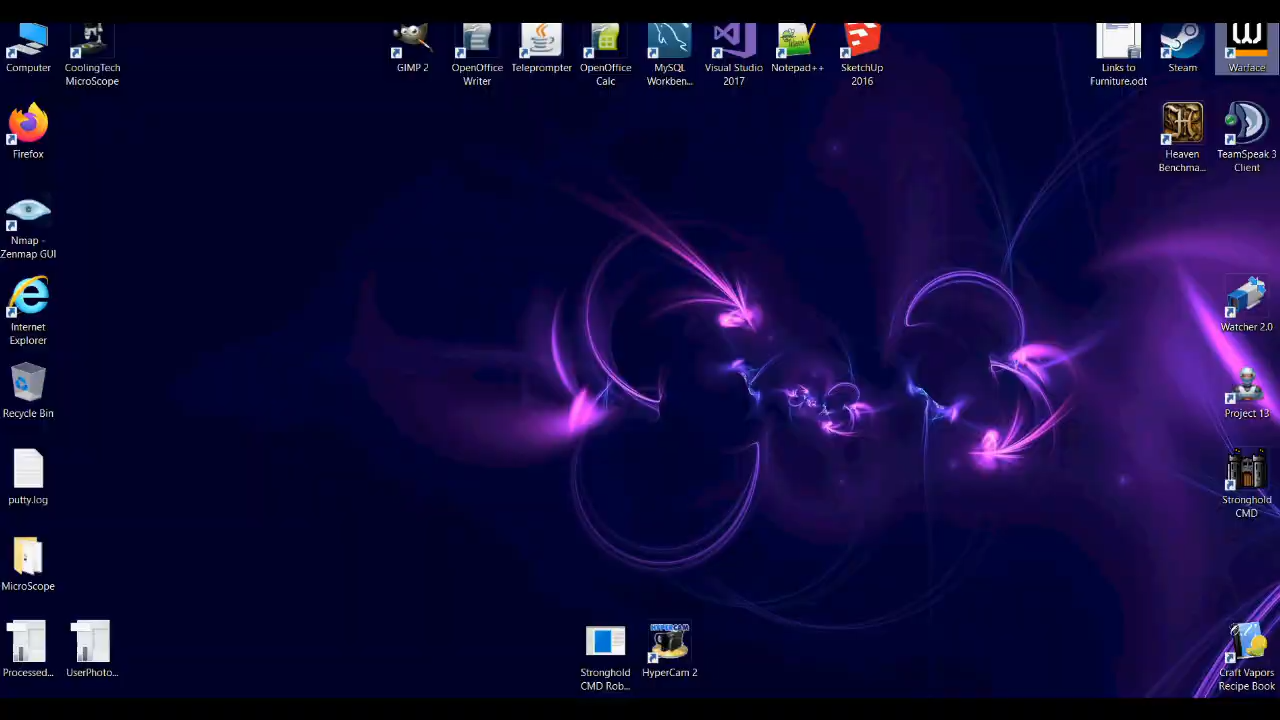 Computer
CoolingTech
MicroScope
GIMP 2
OpenOffice
Writer
Teleprompter
OpenOffice
Calc
MySQL
Workben...
Visual Studio
2017
Notepad++
SketchUp
2016
Links to
Furniture.odt
Steam
Warface
Firefox
Heaven
Benchma...
TeamSpeak 3
Client
Nmap -
Zenmap GUI
Internet
Explorer
Watcher 2.0
Recycle Bin
Project 13
putty.log
Stronghold
CMD
MicroScope
Processed...
UserPhoto...
Stronghold
CMD Rob...
HYPERCAM
HyperCam 2
Craft Vapors
Recipe Book